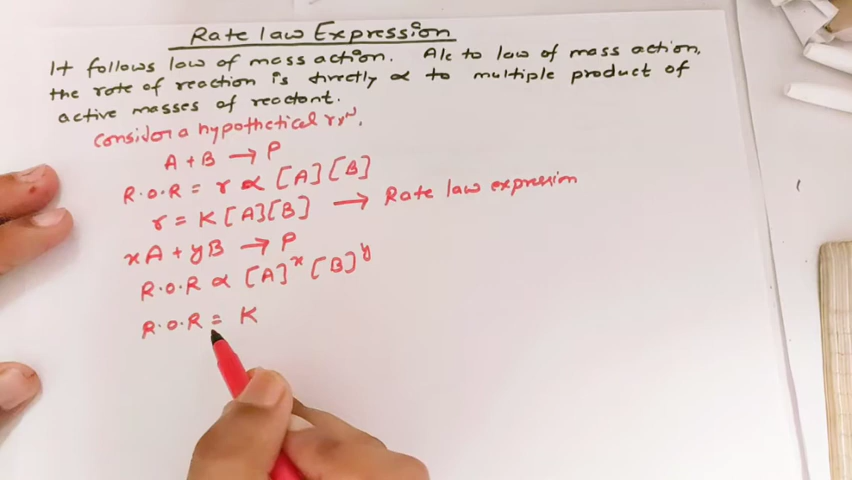 Rate law Expression
It follows law of mass action. Alc to law of mass action,
the rate of reaction is directly ∝ to multiple product of
active masses of reactant.
Consider a hypothetical rxⁿ,
A + B → P
R.O.R = r ∝ [A][B]
r = K[A][B] → Rate law expression
xA + yB → P
R.O.R ∝ [A]ˣ [B]ʸ
R.O.R = K